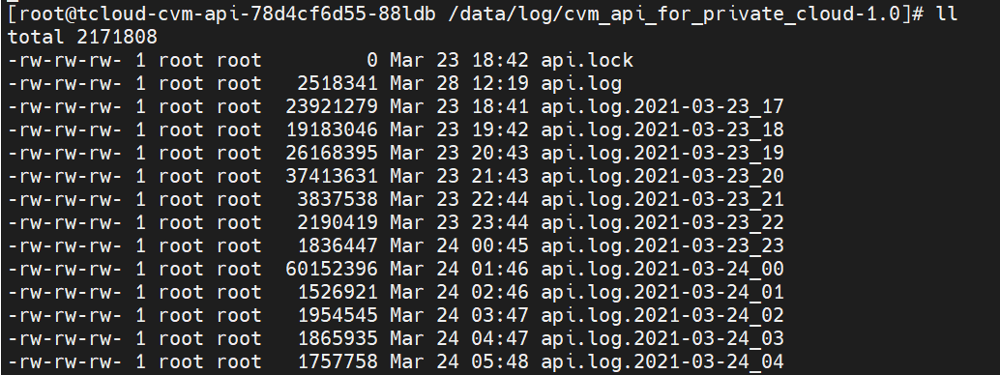 [root@tcloud-cvm-api-78d4cf6d55-88ldb /data/log/cvm_api_for_private_cloud-1.0]# ll
total 2171808
-rw-rw-rw- 1 root root        0 Mar 23 18:42 api.lock
-rw-rw-rw- 1 root root  2518341 Mar 28 12:19 api.log
-rw-rw-rw- 1 root root 23921279 Mar 23 18:41 api.log.2021-03-23_17
-rw-rw-rw- 1 root root 19183046 Mar 23 19:42 api.log.2021-03-23_18
-rw-rw-rw- 1 root root 26168395 Mar 23 20:43 api.log.2021-03-23_19
-rw-rw-rw- 1 root root 37413631 Mar 23 21:43 api.log.2021-03-23_20
-rw-rw-rw- 1 root root  3837538 Mar 23 22:44 api.log.2021-03-23_21
-rw-rw-rw- 1 root root  2190419 Mar 23 23:44 api.log.2021-03-23_22
-rw-rw-rw- 1 root root  1836447 Mar 24 00:45 api.log.2021-03-23_23
-rw-rw-rw- 1 root root 60152396 Mar 24 01:46 api.log.2021-03-24_00
-rw-rw-rw- 1 root root  1526921 Mar 24 02:46 api.log.2021-03-24_01
-rw-rw-rw- 1 root root  1954545 Mar 24 03:47 api.log.2021-03-24_02
-rw-rw-rw- 1 root root  1865935 Mar 24 04:47 api.log.2021-03-24_03
-rw-rw-rw- 1 root root  1757758 Mar 24 05:48 api.log.2021-03-24_04